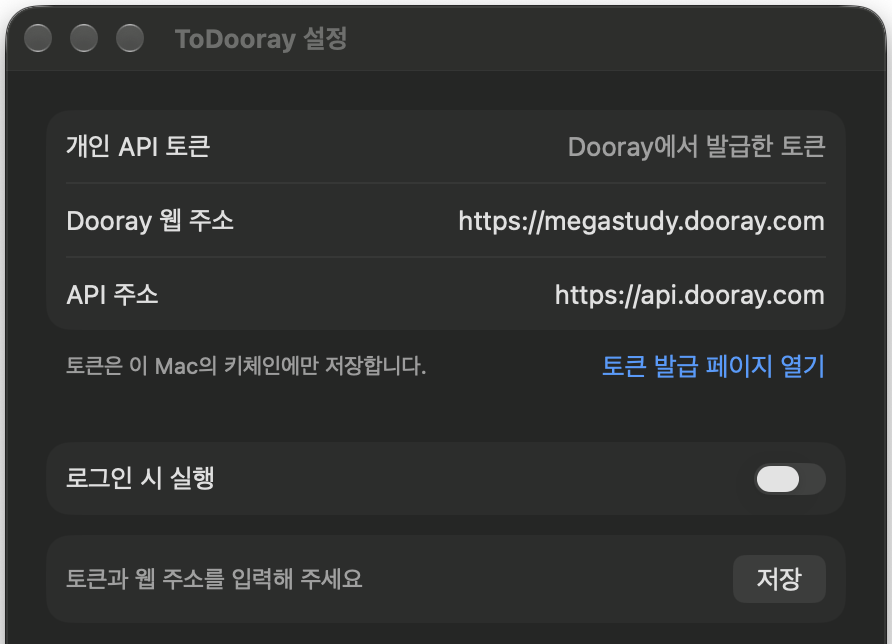 ToDooray 설정
개인 API 토큰 Dooray에서 발급한 토큰
Dooray 웹 주소 https://megastudy.dooray.com
API 주소 https://api.dooray.com
토큰은 이 Mac의 키체인에만 저장합니다. 토큰 발급 페이지 열기
로그인 시 실행
토큰과 웹 주소를 입력해 주세요 저장